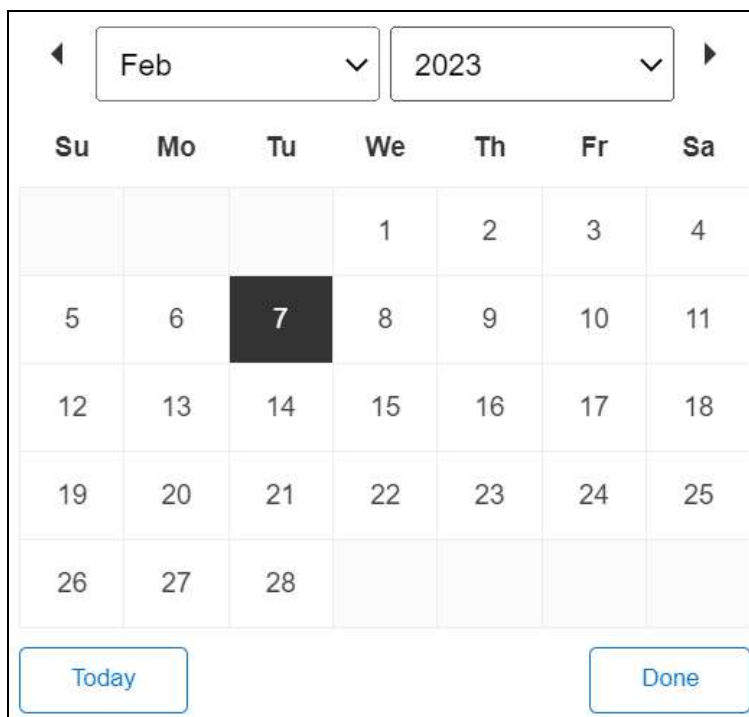 Feb 2023
Su Mo Tu We Th Fr Sa
1 2 3 4
5 6 7 8 9 10 11
12 13 14 15 16 17 18
19 20 21 22 23 24 25
26 27 28
Today Done